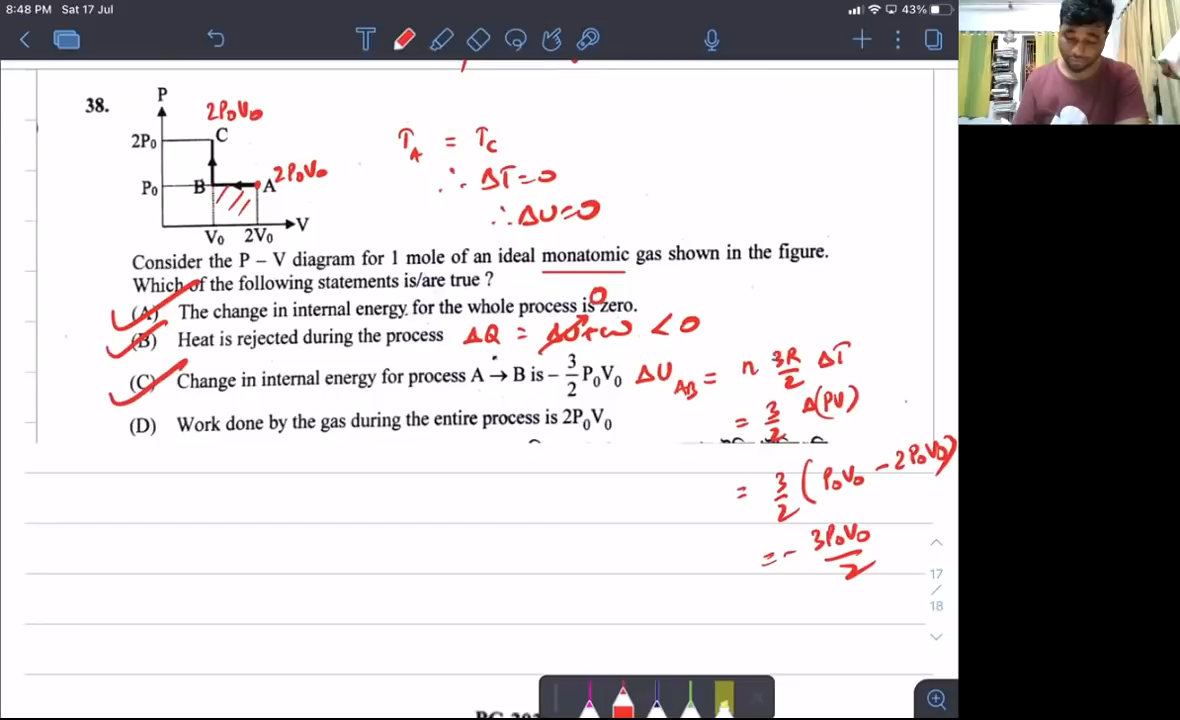 8:48 PM Sat 17 Jul
43%
38.
P
2P₀V₀
2P₀
C
T_A = T_C
P₀
B
A
2P₀V₀
∴ ΔT=0
V
V₀ 2V₀
∴ ΔU=0
Consider the P – V diagram for 1 mole of an ideal monatomic gas shown in the figure.
Which of the following statements is/are true ?
(A) The change in internal energy for the whole process is zero.
0
(B) Heat is rejected during the process ΔQ = ΔU+W < 0
(C) Change in internal energy for process A → B is – 3/2 P₀V₀ ΔU_AB = n 3R/2 ΔT
(D) Work done by the gas during the entire process is 2P₀V₀
= 3/2 Δ(PV)
= 3/2 (P₀V₀ - 2P₀V₀)
= - 3P₀V₀/2
17
/
18